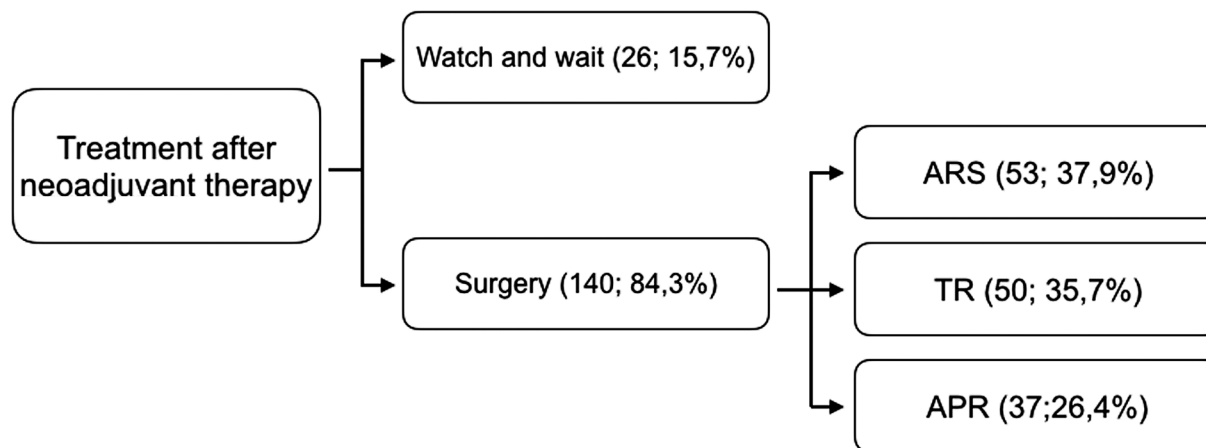 Treatment after
neoadjuvant therapy
Watch and wait (26; 15,7%)
Surgery (140; 84,3%)
ARS (53; 37,9%)
TR (50; 35,7%)
APR (37;26,4%)